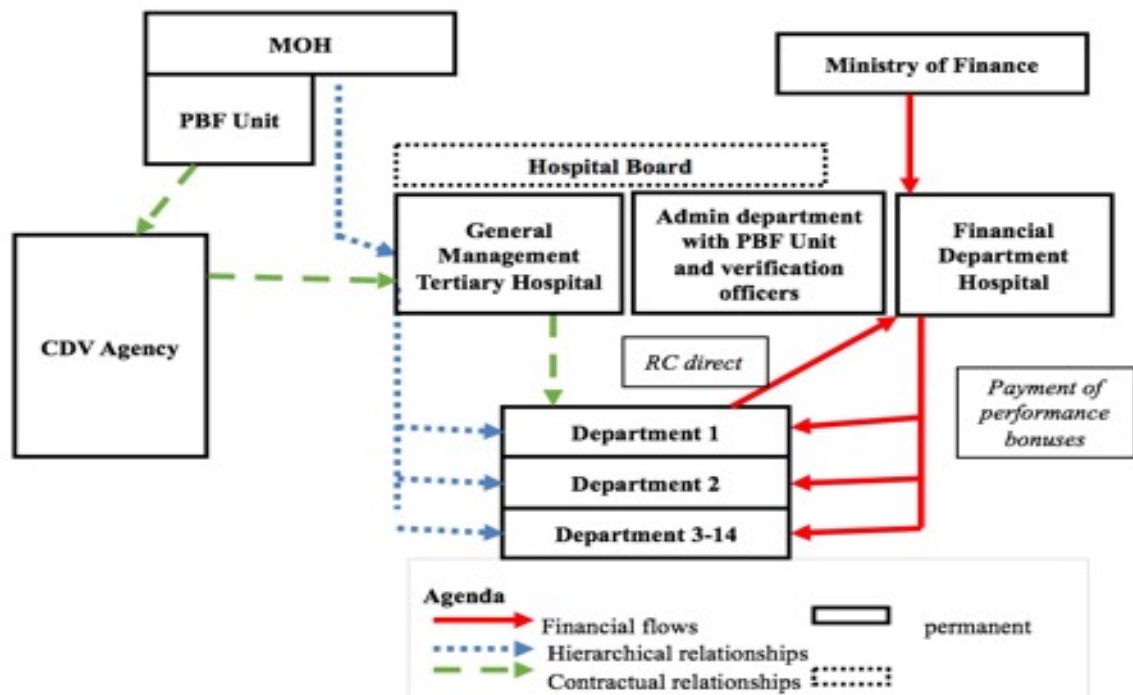 MOH
Ministry of Finance
PBF Unit
Hospital Board
General
Management
Tertiary Hospital
Admin department
with PBF Unit
and verification
officers
Financial
Department
Hospital
CDV Agency
RC direct
Payment of
performance
bonuses
Department 1
Department 2
Department 3-14
Agenda
Financial flows
permanent
Hierarchical relationships
Contractual relationships